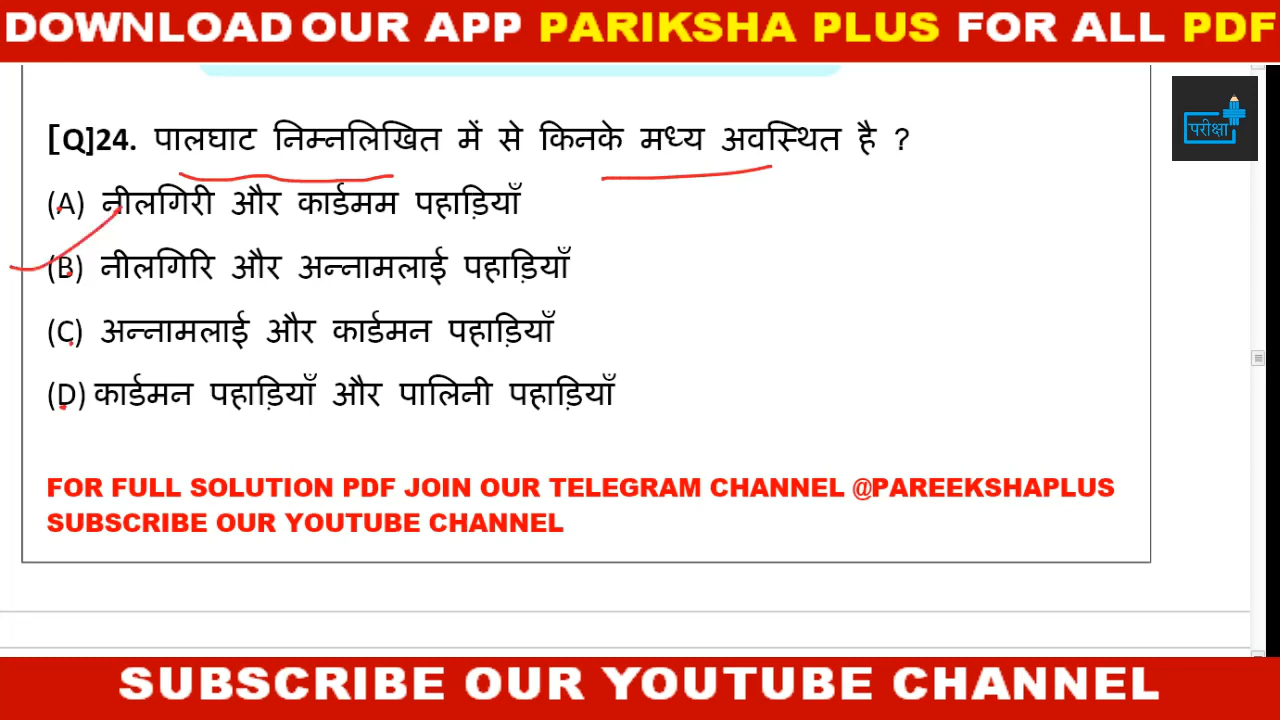 DOWNLOAD OUR APP PARIKSHA PLUS FOR ALL PDF
परीक्षा
[Q]24. पालघाट निम्नलिखित में से किनके मध्य अवस्थित है ?
(A) नीलगिरी और कार्डमम पहाड़ियाँ
(B) नीलगिरि और अन्नामलाई पहाड़ियाँ
(C) अन्नामलाई और कार्डमन पहाड़ियाँ
(D) कार्डमन पहाड़ियाँ और पालिनी पहाड़ियाँ
FOR FULL SOLUTION PDF JOIN OUR TELEGRAM CHANNEL @PAREEKSHAPLUS
SUBSCRIBE OUR YOUTUBE CHANNEL
SUBSCRIBE OUR YOUTUBE CHANNEL